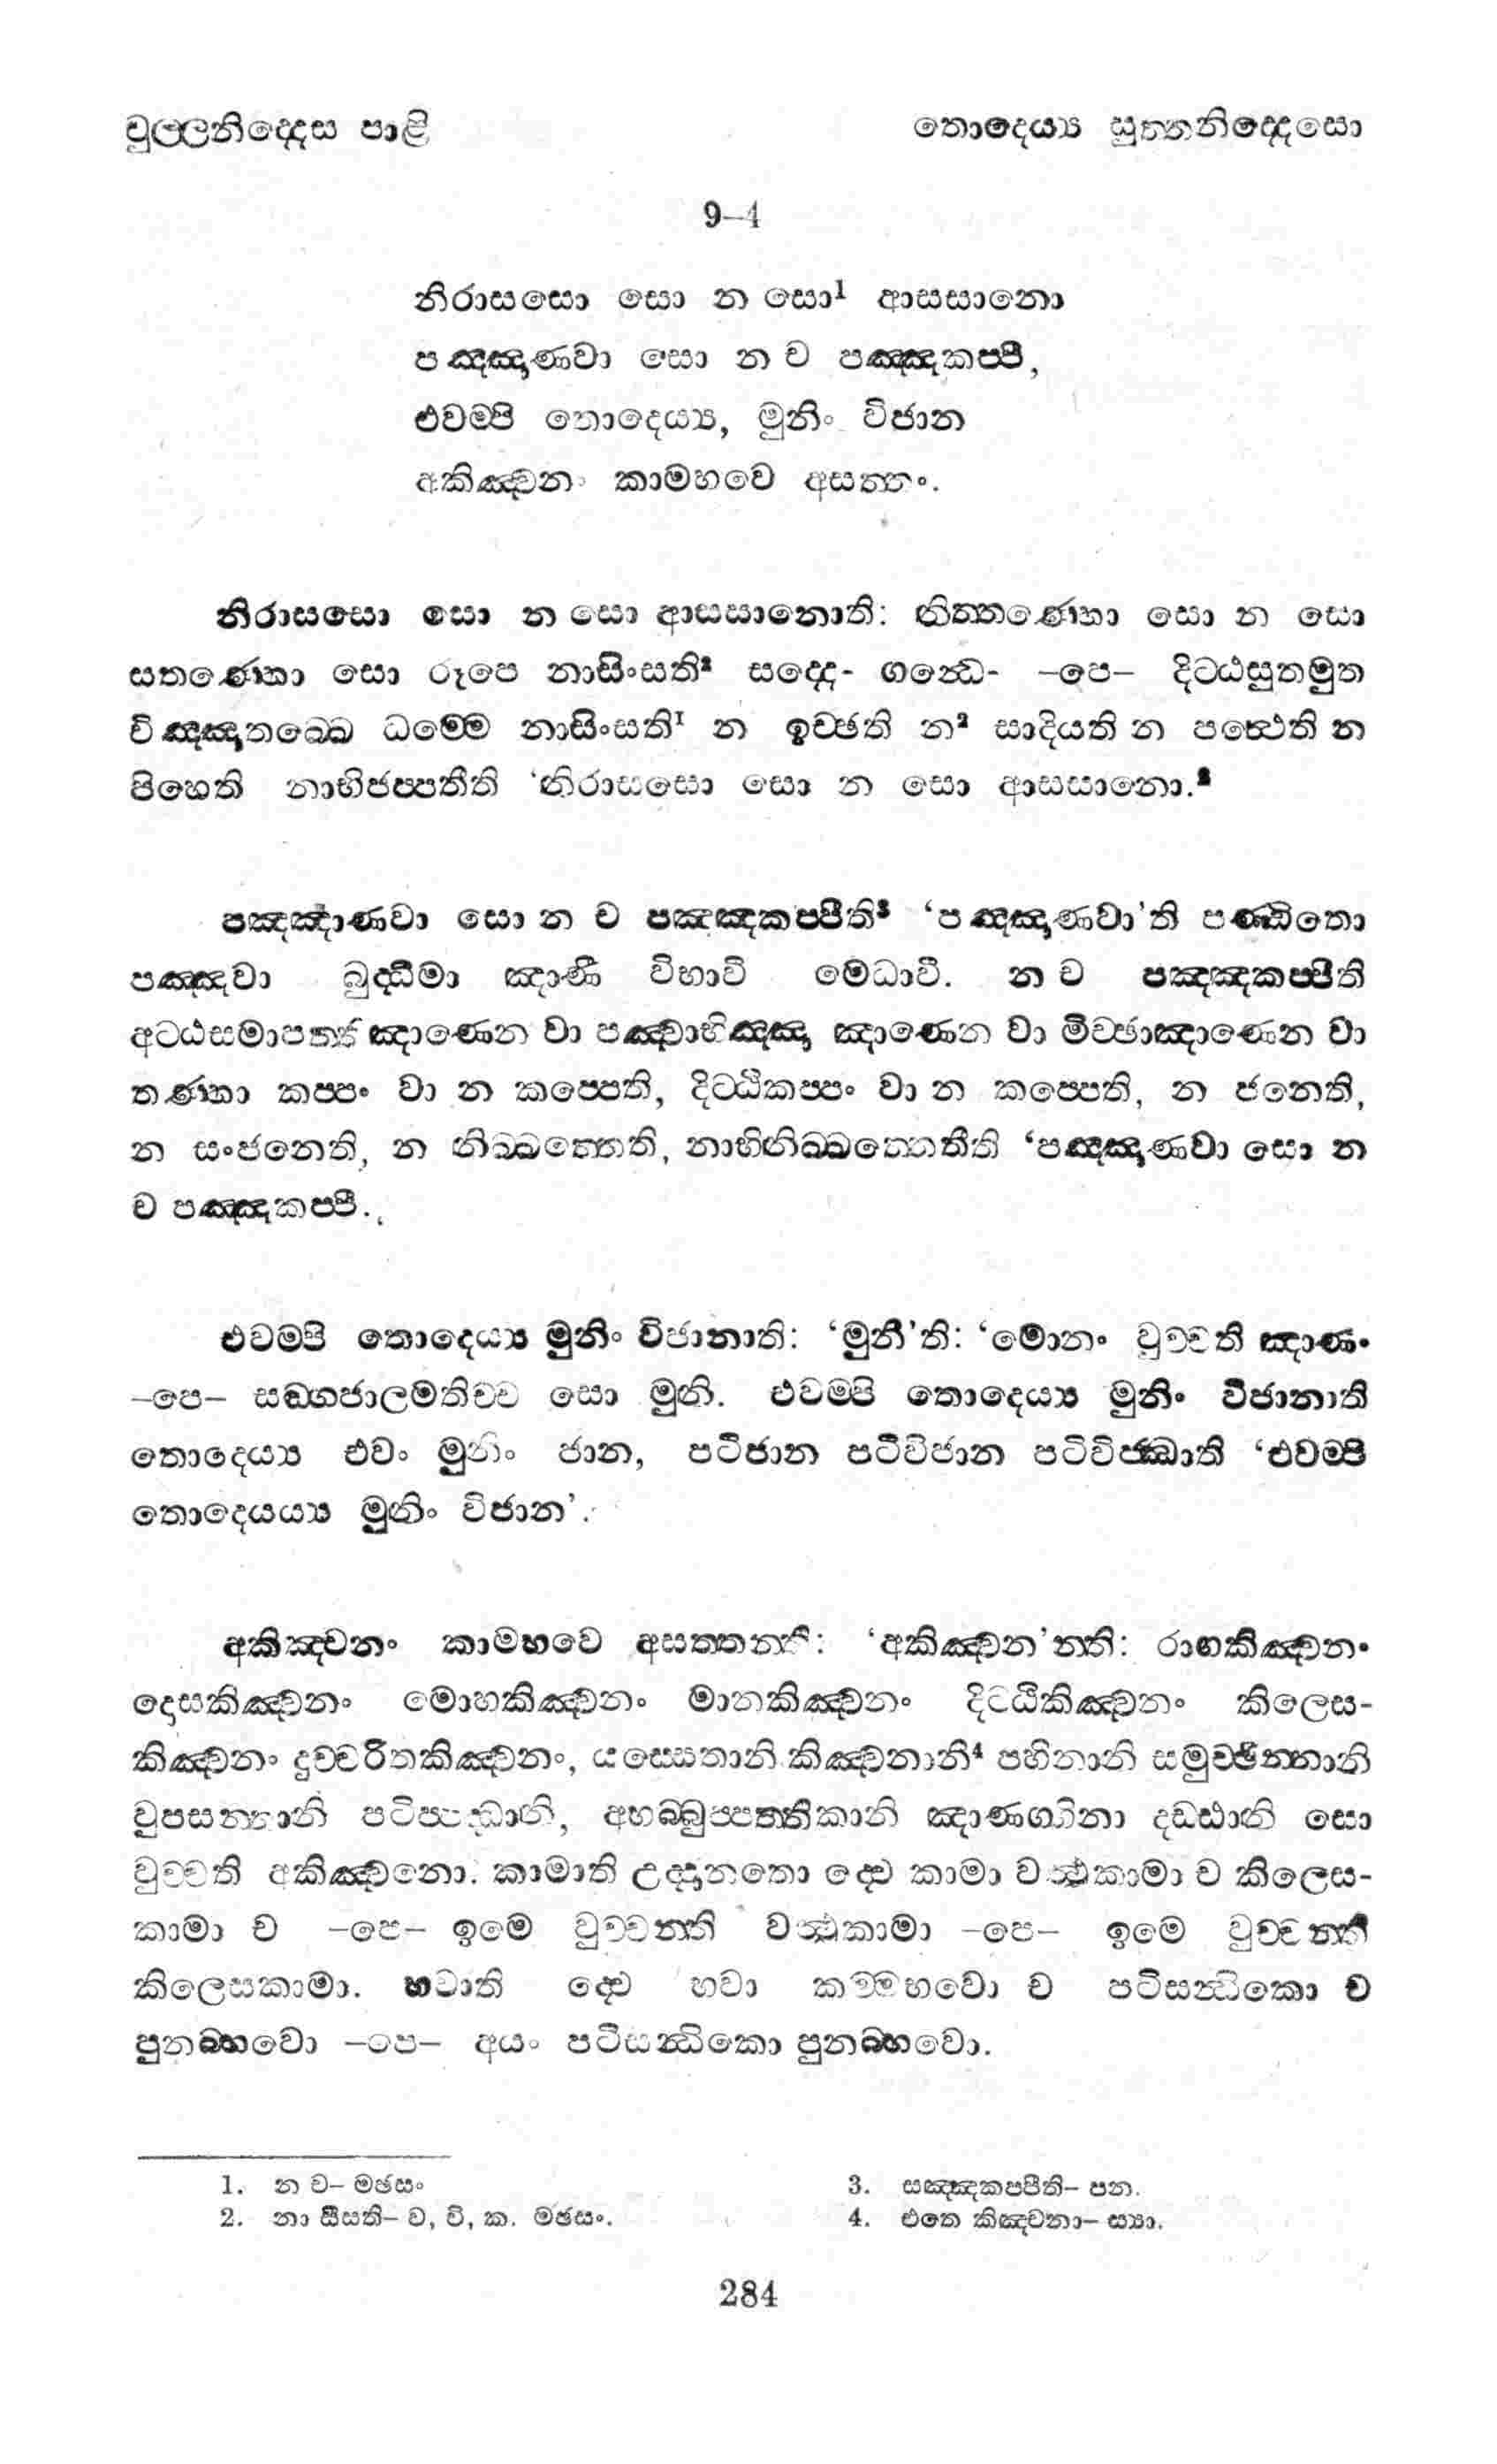 චුල්ලනිද්දෙස පාළි
තොදෙය්‍ය සුත්තනිද්දෙසො
9–4
නිරාසසො සො න සො1 ආසසානො
පඤ්ඤාණවා සො න ච පඤ්ඤකප්පී,
එවම්පි තොදෙය්‍ය, මුනිං විජාන
අකිඤ්චනං කාමභවෙ අසත්තං.
නිරාසසො සො න සො ආසසානොති: නිත්තණ්හො සො න සො
සතණ්හො සො රූපෙ නාසිංසති2 සද්දෙ- ගන්ධෙ- –පෙ– දිට්ඨසුතමුත
විඤ්ඤාතබ්බෙ ධම්මෙ නාසිංසති1 න ඉච්ඡති න2 සාදියති න පත්ථෙති න
පිහෙති නාභිජප්පතීති ‘නිරාසසො සො න සො ආසසානො.2
පඤ්ඤාණවා සො න ච පඤ්ඤකප්පීති3 ‘පඤ්ඤාණවා’ති පණ්ඩිතො
පඤ්ඤවා බුද්ධිමා ඤාණී විභාවි මෙධාවී. න ච පඤ්ඤකප්පීති
අට්ඨසමාපත්තිඤාණෙන වා පඤ්චාභිඤ්ඤා ඤාණෙන වා මිච්ඡාඤාණෙන වා
තණ්හා කප්පං වා න කප්පෙති, දිට්ඨිකප්පං වා න කප්පෙති, න ජනෙති,
න සංජනෙති, න නිබ්බත්තෙති, නාභිනිබ්බත්තෙතීති ‘පඤ්ඤාණවා සො න
ච පඤ්ඤකප්පී.
එවම්පි තොදෙය්‍ය මුනිං විජානාති: ‘මුනී’ති: ‘මොනං වුච්චති ඤාණං
–පෙ– සඞ්ගජාලමතිච්ච සො මුනි. එවම්පි තොදෙය්‍ය මුනිං විජානාති
තොදෙය්‍ය එවං මුනිං ජාන, පටිජාන පටිවිජාන පටිවිජ්ඣාති ‘එවම්පි
තොදෙයය්‍ය මුනිං විජාන’.
අකිඤ්චනං කාමභවෙ අසත්තන්ති: ‘අකිඤ්චන’න්ති: රාගකිඤ්චනං
දොසකිඤ්චනං මොහකිඤ්චනං මානකිඤ්චනං දිට්ඨිකිඤ්චනං කිලෙස-
කිඤ්චනං දුච්චරිතකිඤ්චනං, යස්සෙතානි කිඤ්චනානි4 පහීනානි සමුච්ඡින්නානි
වුපසන්තානි පටිප්පස්සද්ධානි, අභබ්බුප්පත්තිකානි ඤාණග්ගිනා දඩ්ඪානි සො
වුච්චති අකිඤ්චනො. කාමාති උද්දානතො ද්වෙ කාමා වත්ථුකාමා ච කිලෙස-
කාමා ච –පෙ– ඉමෙ වුච්චන්ති වත්ථුකාමා –පෙ– ඉමෙ වුච්චන්ති
කිලෙසකාමා. භවාති ද්වෙ භවා කම්මභවො ච පටිසන්ධිකො ච
පුනබ්භවො –පෙ– අයං පටිසන්ධිකො පුනබ්භවො.
1. න ච– මඡසං
2. නා සීසති– ව, වි, ක. මඡසං.
3. සඤ්ඤකප්පීති– පන.
4. එතෙ කිඤ්චනා– ස්‍යා.
284